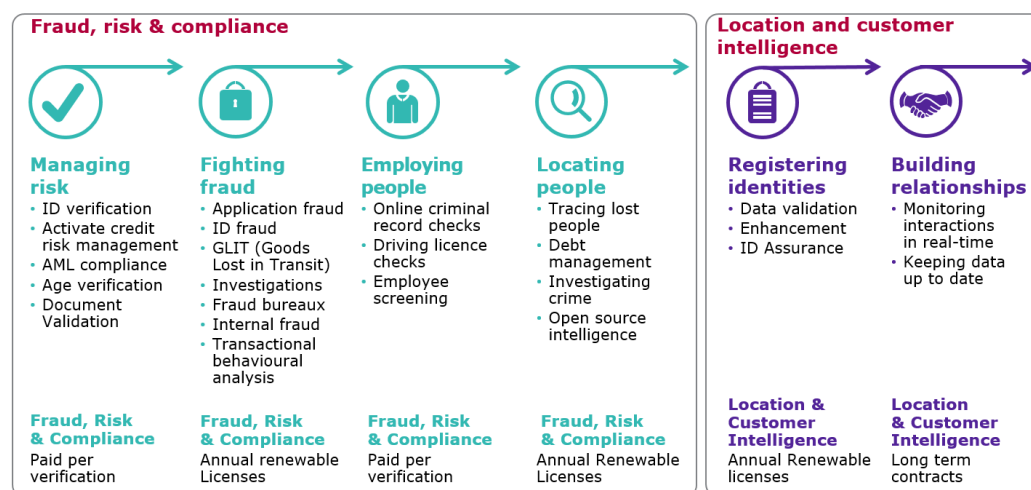 Fraud, risk & compliance
Managing
risk
• ID verification
• Activate credit
risk management
• AML compliance
• Age verification
• Document
Validation
Fraud, Risk
& Compliance
Paid per
verification
Fighting
fraud
• Application fraud
• ID fraud
• GLIT (Goods
Lost in Transit)
• Investigations
• Fraud bureaux
• Internal fraud
• Transactional
behavioural
analysis
Fraud, Risk
& Compliance
Annual renewable
Licenses
Employing
people
• Online criminal
record checks
• Driving licence
checks
• Employee
screening
Fraud, Risk
& Compliance
Paid per
verification
Locating
people
• Tracing lost
people
• Debt
management
• Investigating
crime
• Open source
intelligence
Fraud, Risk
& Compliance
Annual Renewable
Licenses
Location and customer
intelligence
Registering
identities
• Data validation
• Enhancement
• ID Assurance
Location &
Customer
Intelligence
Annual Renewable
licenses
Building
relationships
• Monitoring
interactions
in real-time
• Keeping data
up to date
Location
& Customer
Intelligence
Long term
contracts